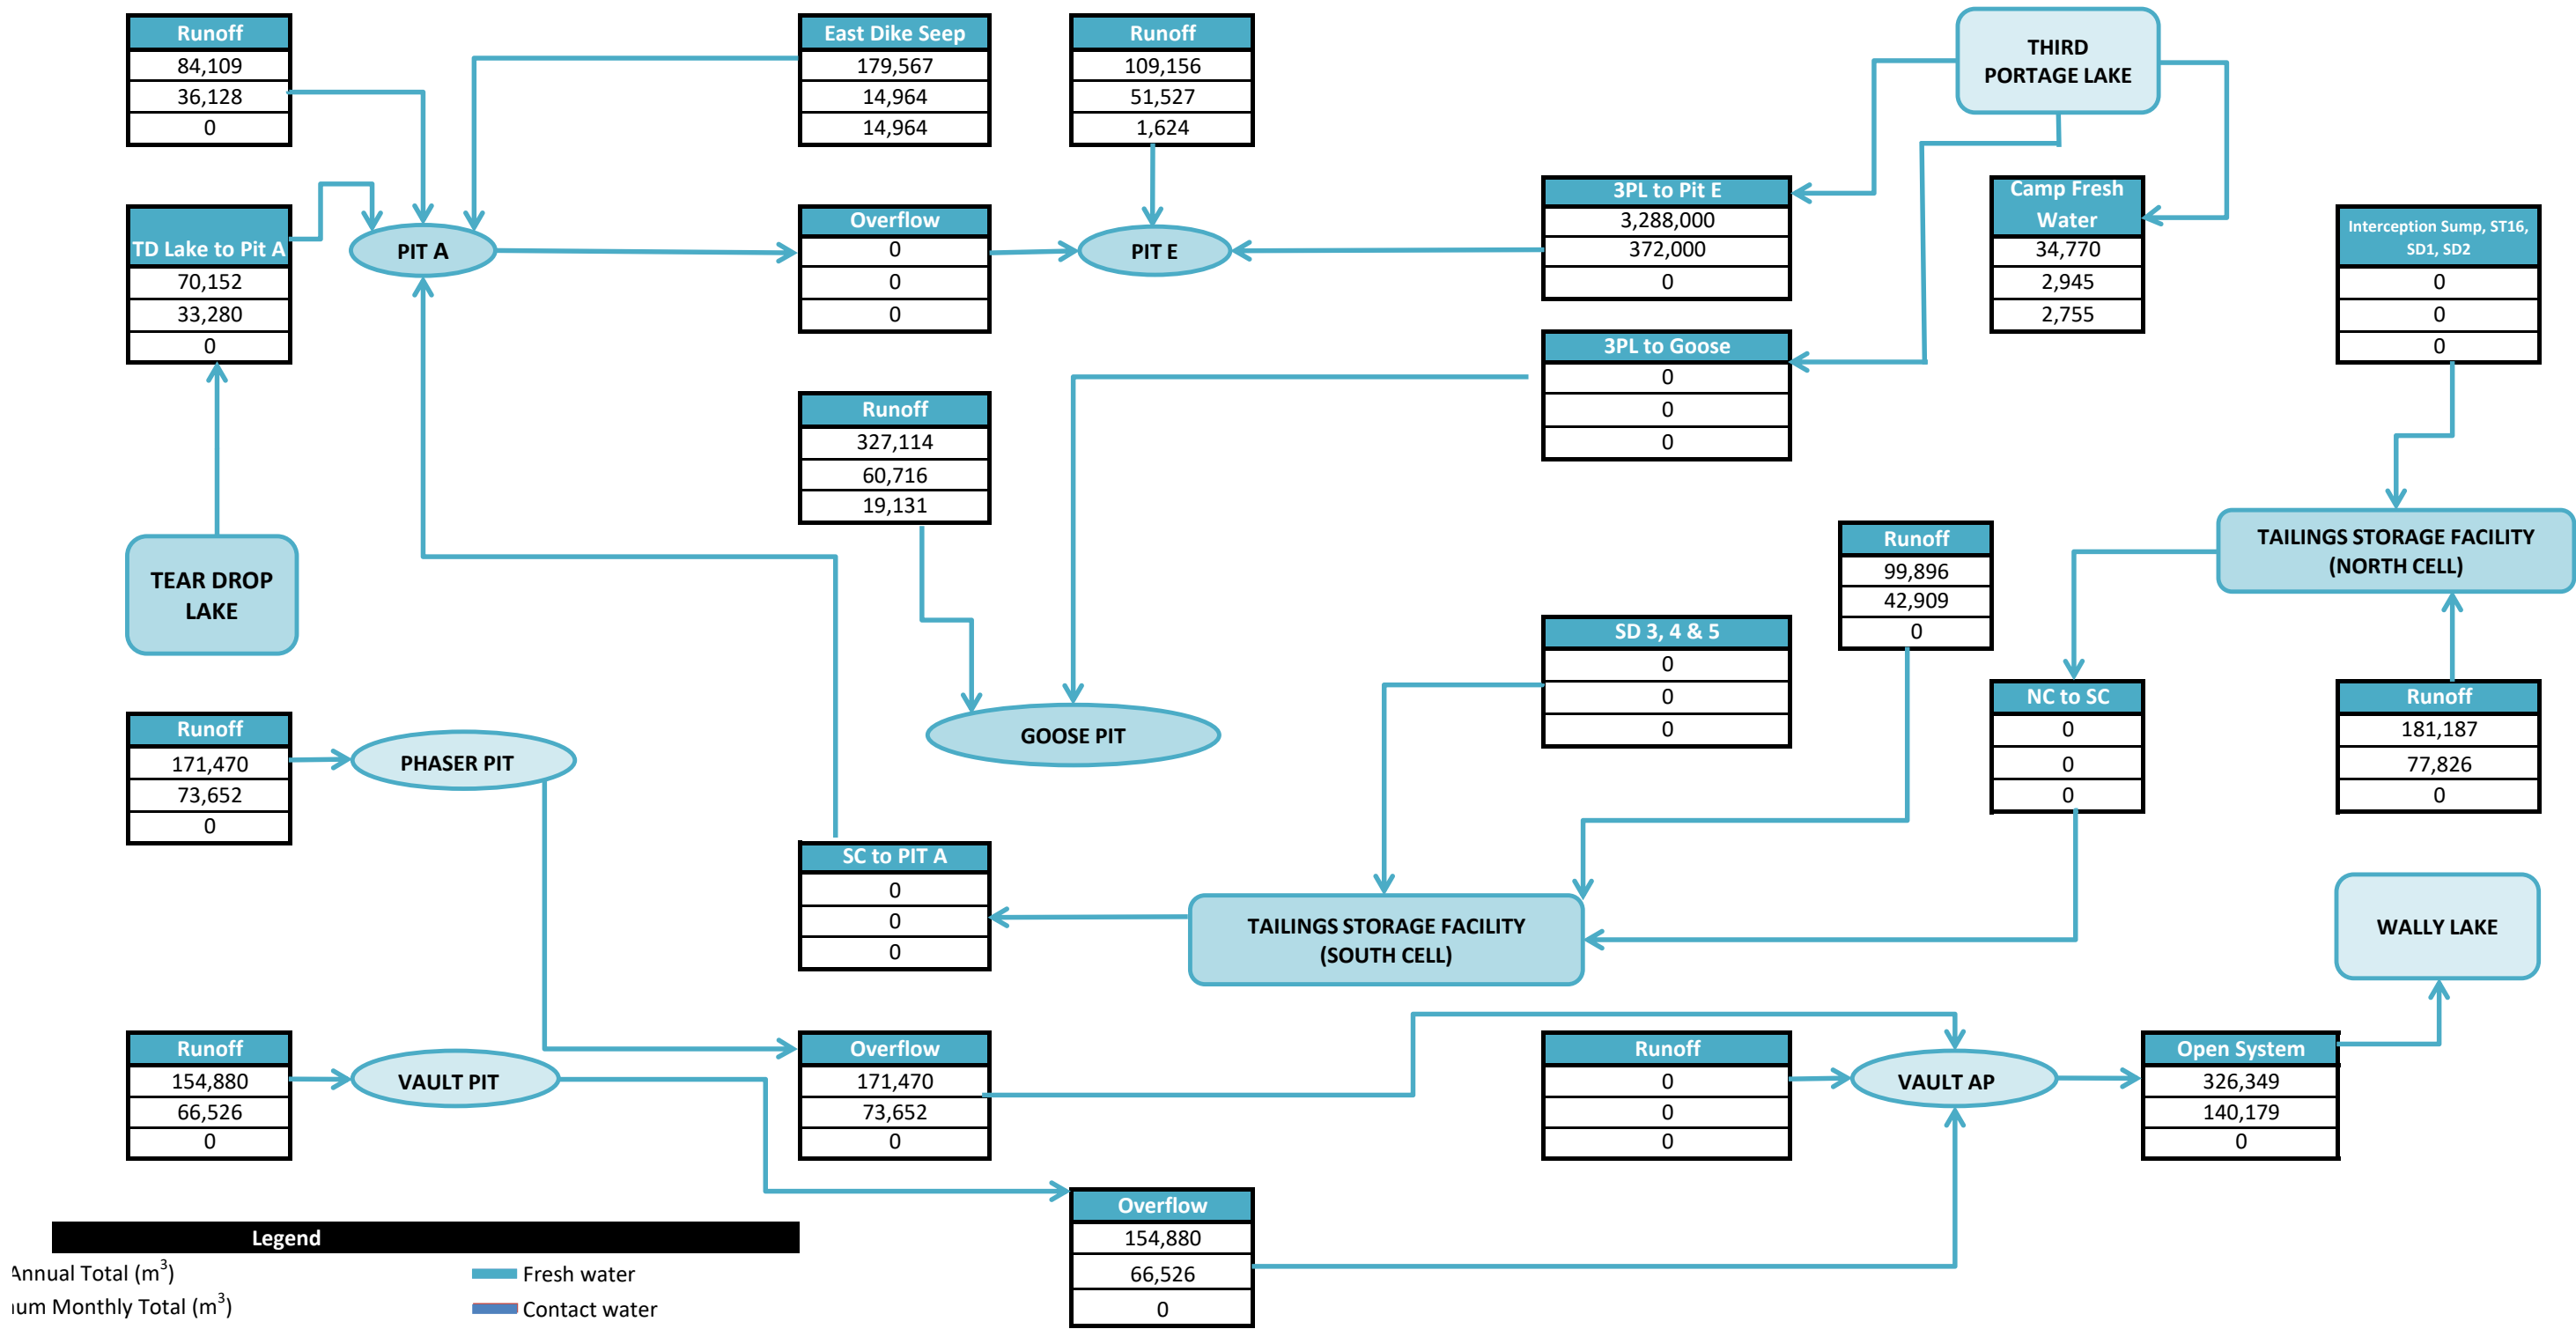 Runoff
84,109
36,128
0
East Dike Seep
179,567
14,964
14,964
Runoff
109,156
51,527
1,624
THIRD
PORTAGE LAKE
TD Lake to Pit A
70,152
33,280
0
PIT A
Overflow
0
0
0
PIT E
3PL to Pit E
3,288,000
372,000
0
Camp Fresh
Water
34,770
2,945
2,755
Interception Sump, ST16,
SD1, SD2
0
0
0
3PL to Goose
0
0
0
Runoff
327,114
60,716
19,131
TEAR DROP
LAKE
Runoff
99,896
42,909
0
TAILINGS STORAGE FACILITY
(NORTH CELL)
SD 3, 4 & 5
0
0
0
NC to SC
0
0
0
Runoff
181,187
77,826
0
Runoff
171,470
73,652
0
PHASER PIT
GOOSE PIT
SC to PIT A
0
0
0
TAILINGS STORAGE FACILITY
(SOUTH CELL)
WALLY LAKE
Runoff
154,880
66,526
0
VAULT PIT
Overflow
171,470
73,652
0
Runoff
0
0
0
VAULT AP
Open System
326,349
140,179
0
Overflow
154,880
66,526
0
Legend
Annual Total (m³)
Fresh water
Monthly Total (m³)
Contact water